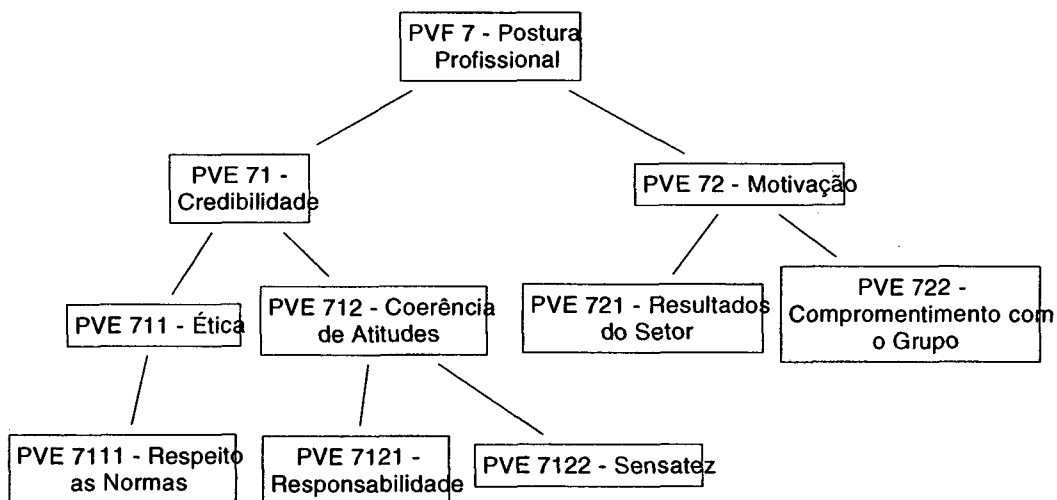 PVF 7 - Postura
Profissional
PVE 71 -
Credibilidade
PVE 72 - Motivação
PVE 711 - Ética
PVE 712 - Coerência
de Atitudes
PVE 721 - Resultados
do Setor
PVE 722 -
Compromentimento com
o Grupo
PVE 7111 - Respeito
as Normas
PVE 7121 -
Responsabilidade
PVE 7122 - Sensatez